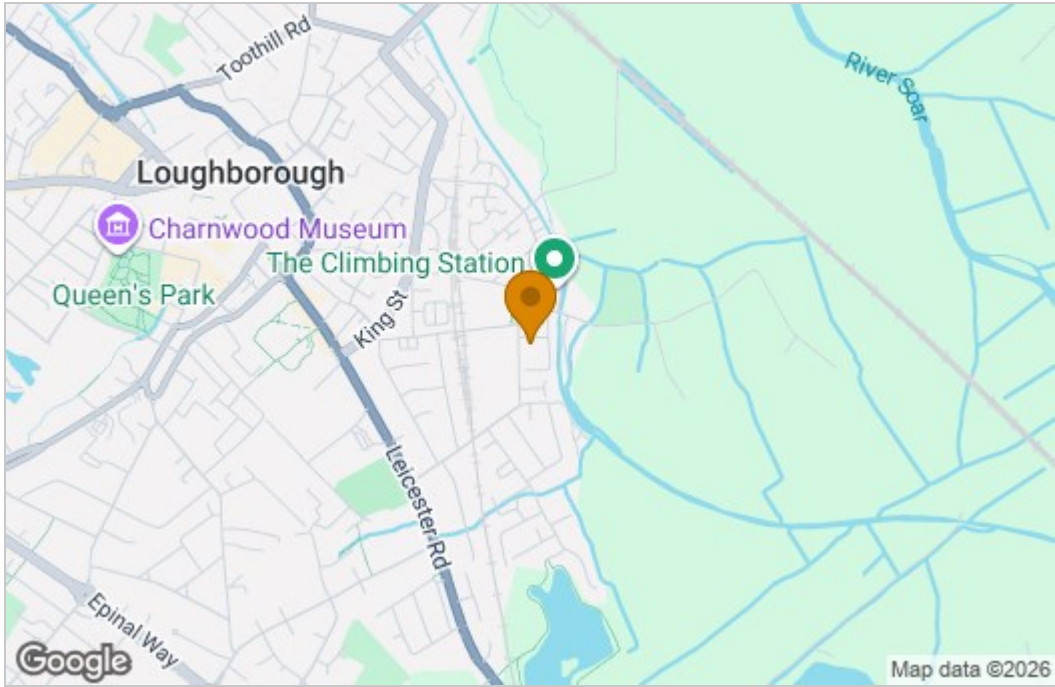 Toothill Rd
River Soar
Loughborough
Charnwood Museum
The Climbing Station
Queen's Park
King St
Leicester Rd
Epinal Way
Google
Map data ©2026